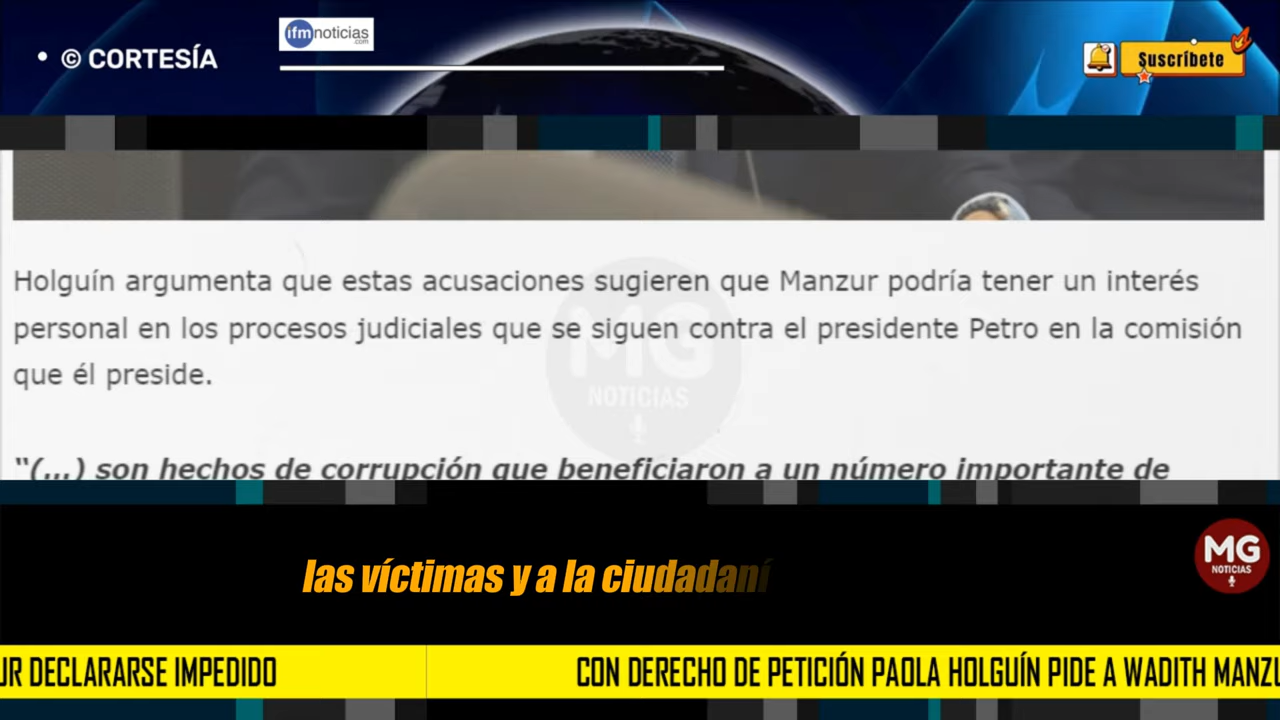 • © CORTESÍA
ifmnoticias
.com
Suscríbete
Holguín argumenta que estas acusaciones sugieren que Manzur podría tener un interés
personal en los procesos judiciales que se siguen contra el presidente Petro en la comisión
que él preside.
MG
NOTICIAS
“(...) son hechos de corrupción que beneficiaron a un número importante de
las víctimas y a la ciudadaní
MG
NOTICIAS
UR DECLARARSE IMPEDIDO
CON DERECHO DE PETICIÓN PAOLA HOLGUÍN PIDE A WADITH MANZU